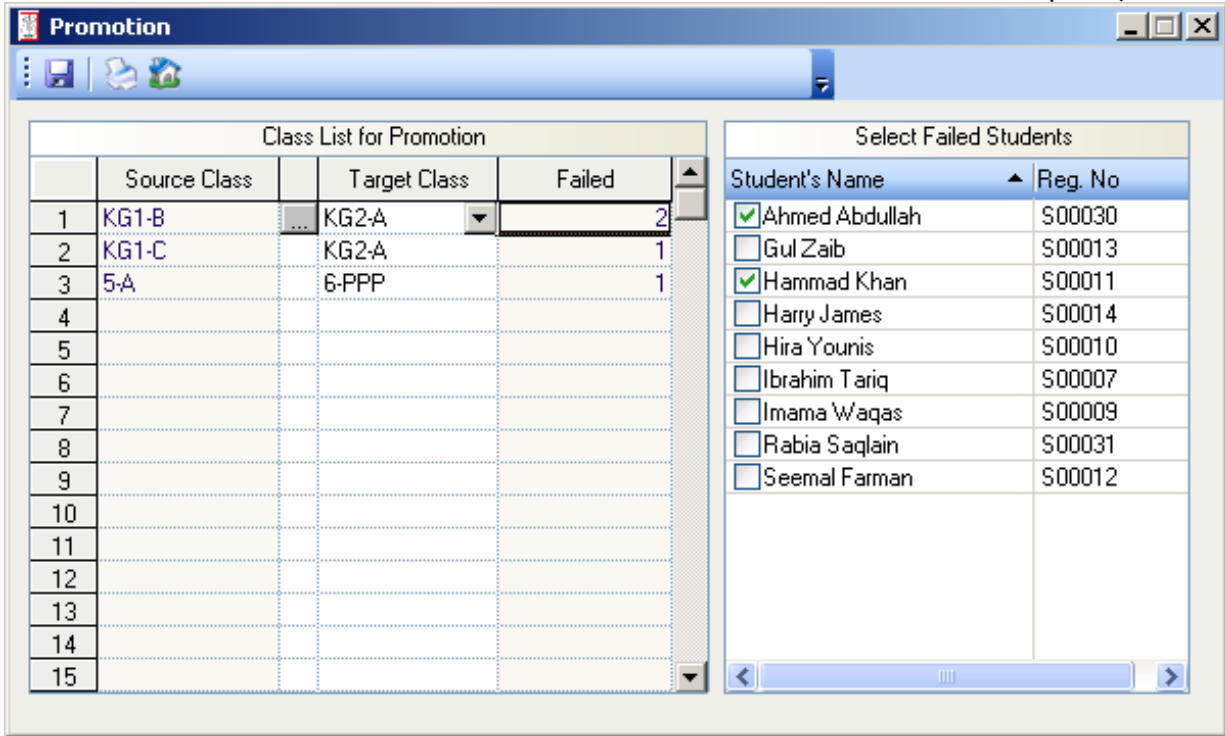 Promotion
Class List for Promotion
Source Class Target Class Failed
1 KG1-B ... KG2-A 2
2 KG1-C KG2-A 1
3 5-A 6-PPP 1
4
5
6
7
8
9
10
11
12
13
14
15
Select Failed Students
Student's Name Reg. No
Ahmed Abdullah S00030
Gul Zaib S00013
Hammad Khan S00011
Harry James S00014
Hira Younis S00010
Ibrahim Tariq S00007
Imama Waqas S00009
Rabia Saqlain S00031
Seemal Farman S00012